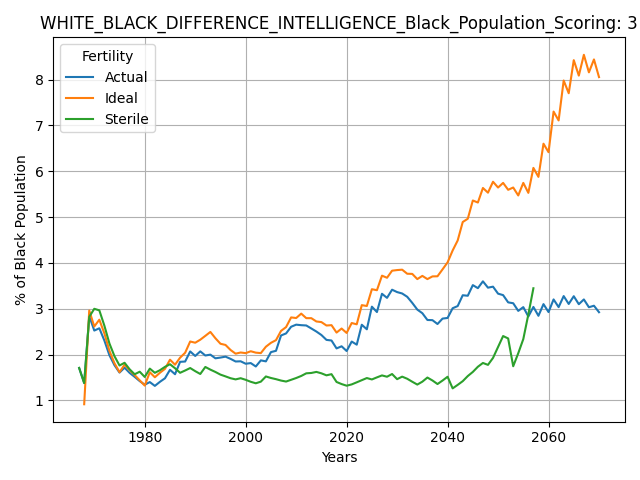 WHITE_BLACK_DIFFERENCE_INTELLIGENCE_Black_Population_Scoring: 3
Fertility
Actual
Ideal
Sterile
% of Black Population
8
7
6
5
4
3
2
1
1980 2000 2020 2040 2060
Years